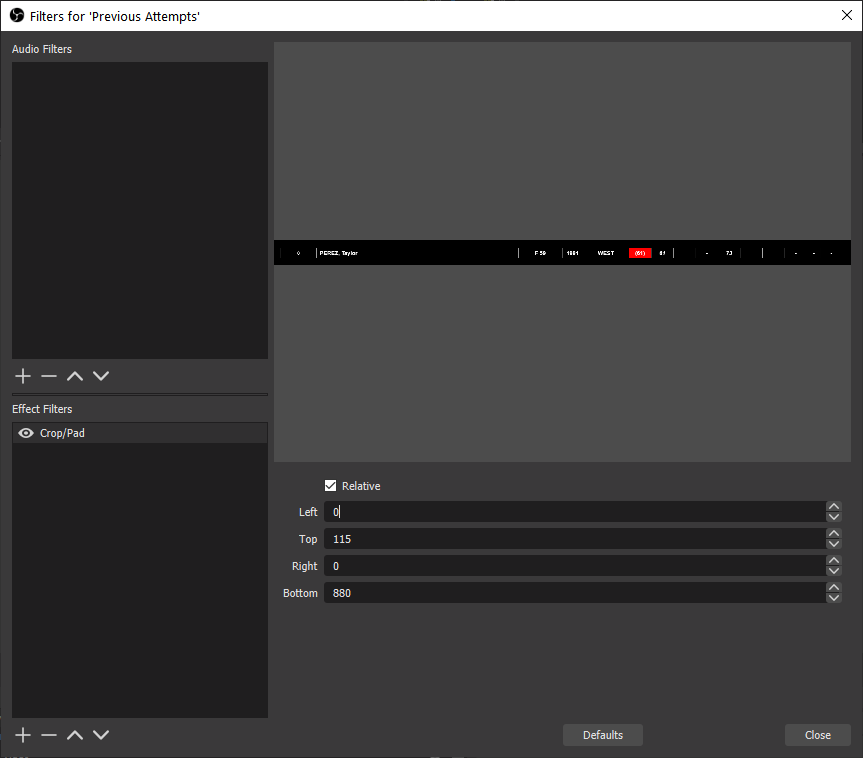 Filters for 'Previous Attempts'
Audio Filters
0 PEREZ, Taylor F 59 1991 WEST (61) 61 - 73 - - -
Effect Filters
Crop/Pad
Relative
Left 0
Top 115
Right 0
Bottom 880
Defaults Close